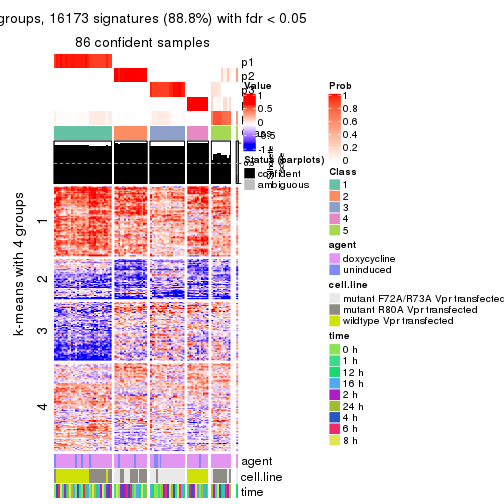 groups, 16173 signatures (88.8%) with fdr < 0.05
86 confident samples
p1
p2
p3
Value
1
0.5
0
-0.5
-1
Prob
1
0.8
0.6
0.4
0.2
0
Status (barplots)
confident
ambiguous
Class
1
2
3
4
5
agent
doxycycline
uninduced
cell.line
mutant F72A/R73A Vpr transfected
mutant R80A Vpr transfected
wildtype Vpr transfected
time
0 h
1 h
12 h
16 h
2 h
24 h
4 h
6 h
8 h
k-means with 4 groups
1
2
3
4
agent
cell.line
time